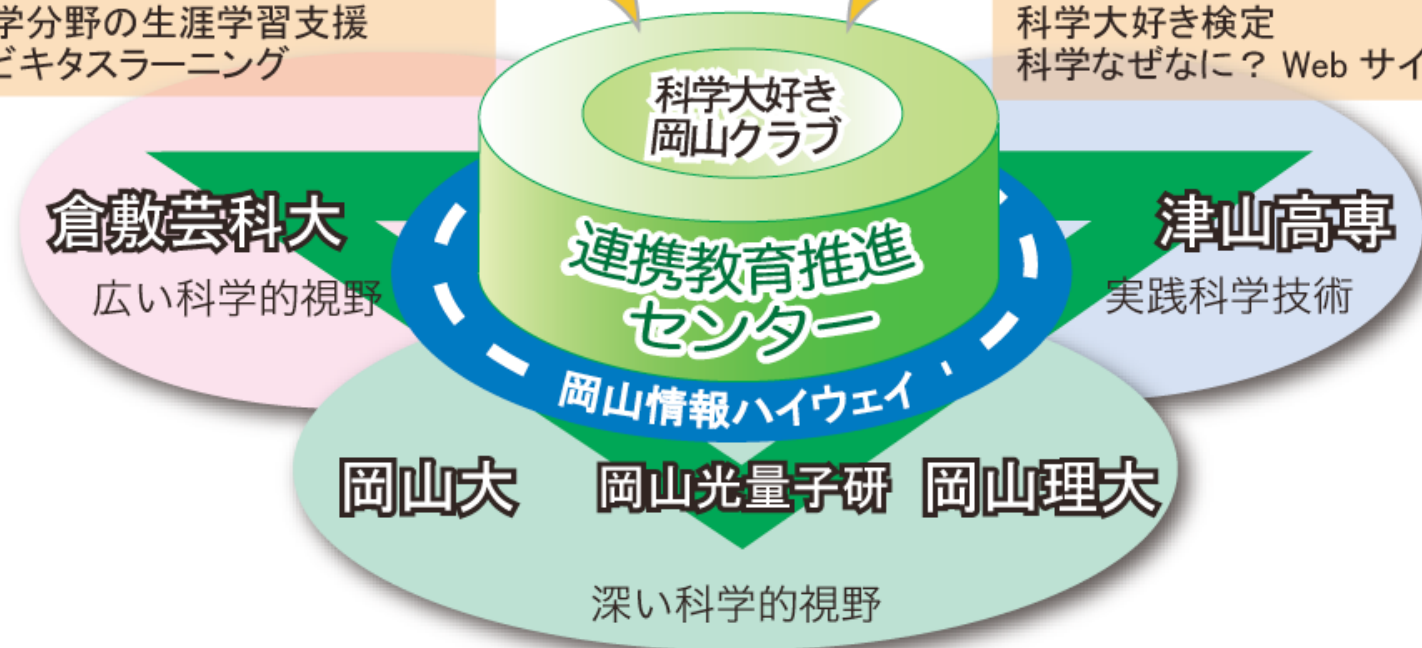 学分野の生涯学習支援
ビキタスラーニング
科学大好き検定
科学なぜなに？ Web サイ
科学大好き
岡山クラブ
倉敷芸科大
広い科学的視野
連携教育推進
センター
津山高専
実践科学技術
岡山情報ハイウェイ
岡山大
岡山光量子研
岡山理大
深い科学的視野